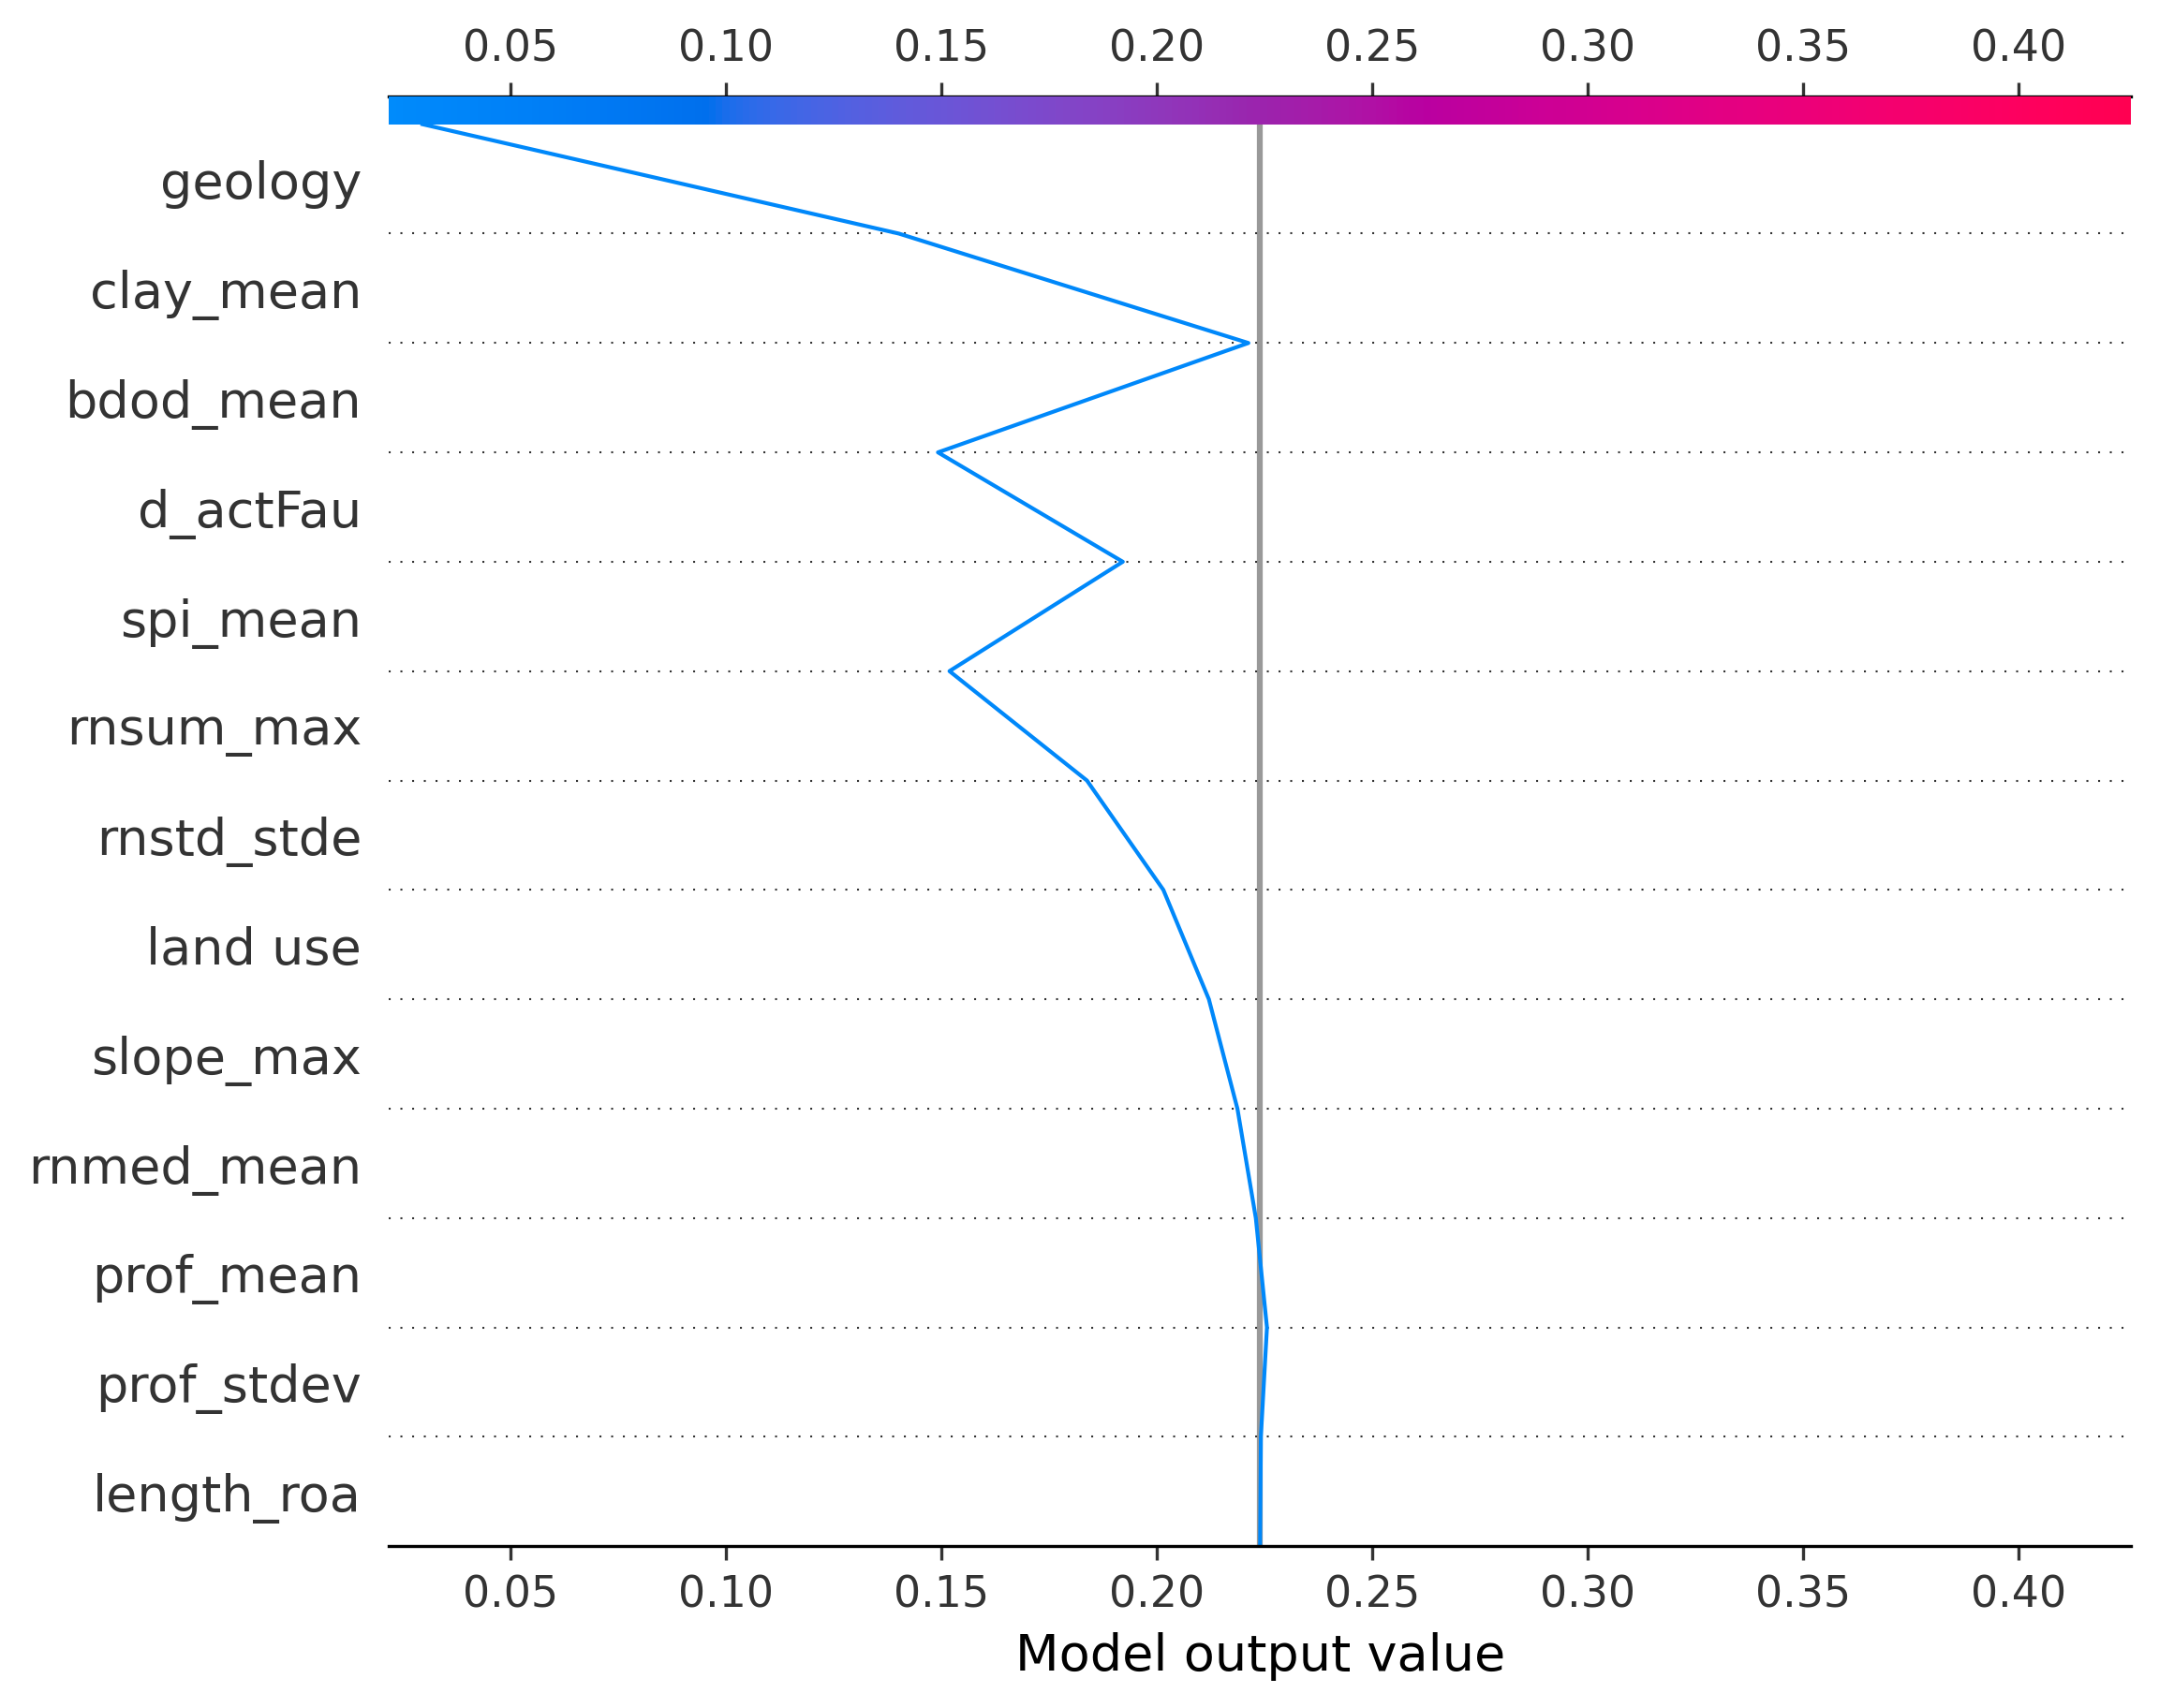 0.05 0.10 0.15 0.20 0.25 0.30 0.35 0.40
geology
clay_mean
bdod_mean
d_actFau
spi_mean
rnsum_max
rnstd_stde
land use
slope_max
rnmed_mean
prof_mean
prof_stdev
length_roa
0.05 0.10 0.15 0.20 0.25 0.30 0.35 0.40
Model output value